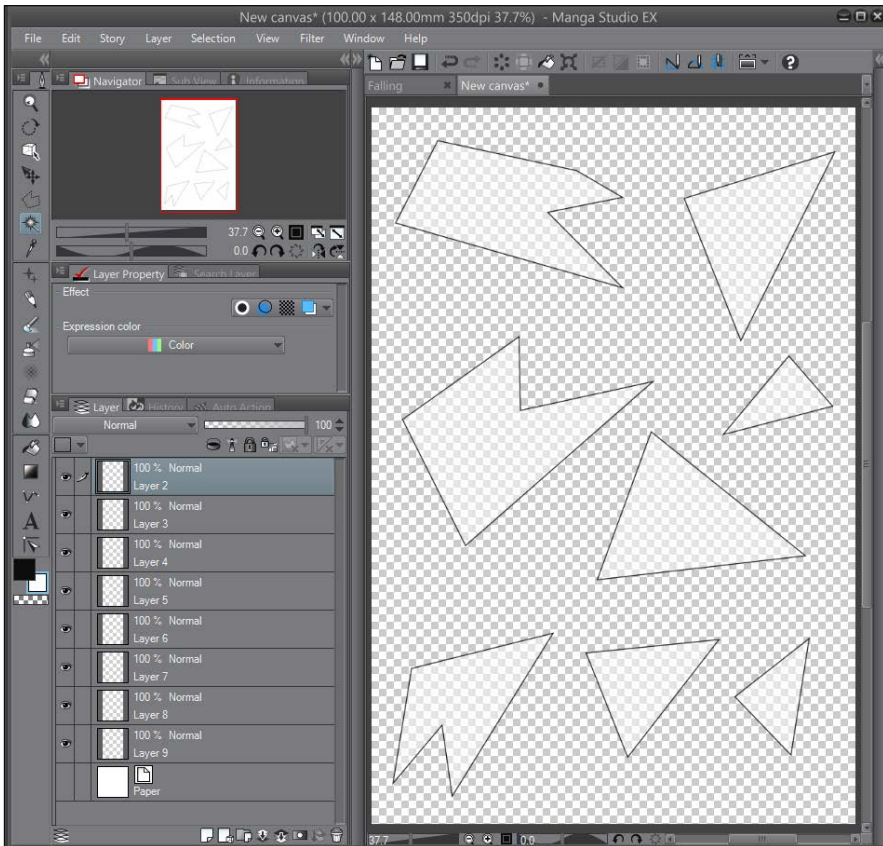 New canvas* (100.00 x 148.00mm 350dpi 37.7%) - Manga Studio EX
File Edit Story Layer Selection View Filter Window Help
Navigator Sub View Information
Falling New canvas*
37.7
0.0
Layer Property Search Layer
Effect
Expression color
Color
Layer History Auto Action
Normal 100
100 % Normal
Layer 2
100 % Normal
Layer 3
100 % Normal
Layer 4
100 % Normal
Layer 5
100 % Normal
Layer 6
100 % Normal
Layer 7
100 % Normal
Layer 8
100 % Normal
Layer 9
Paper
37.7 0.0